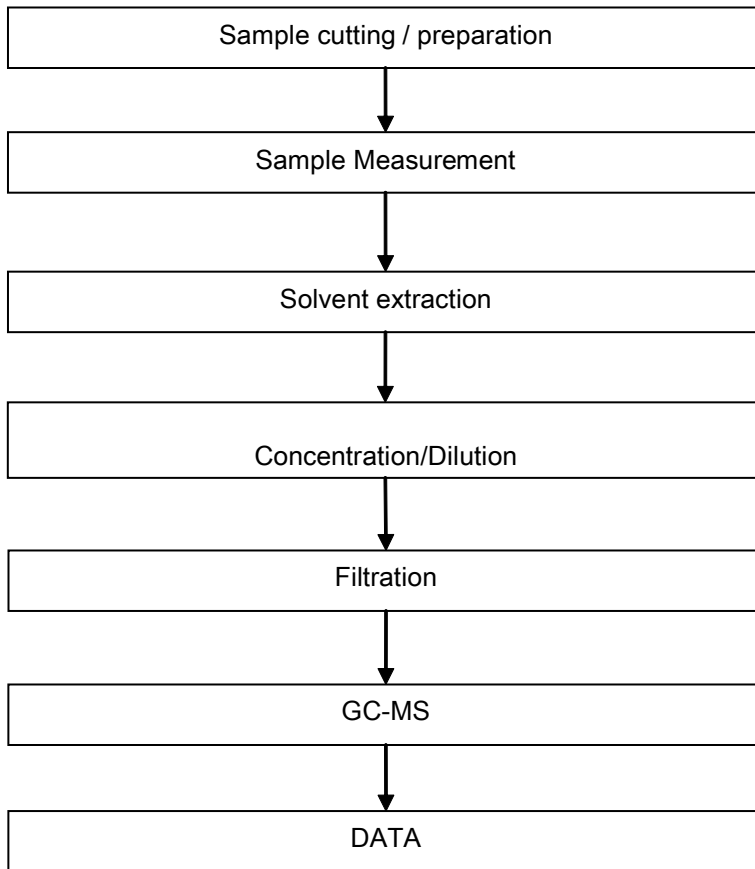 Sample cutting / preparation
Sample Measurement
Solvent extraction
Concentration/Dilution
Filtration
GC-MS
DATA